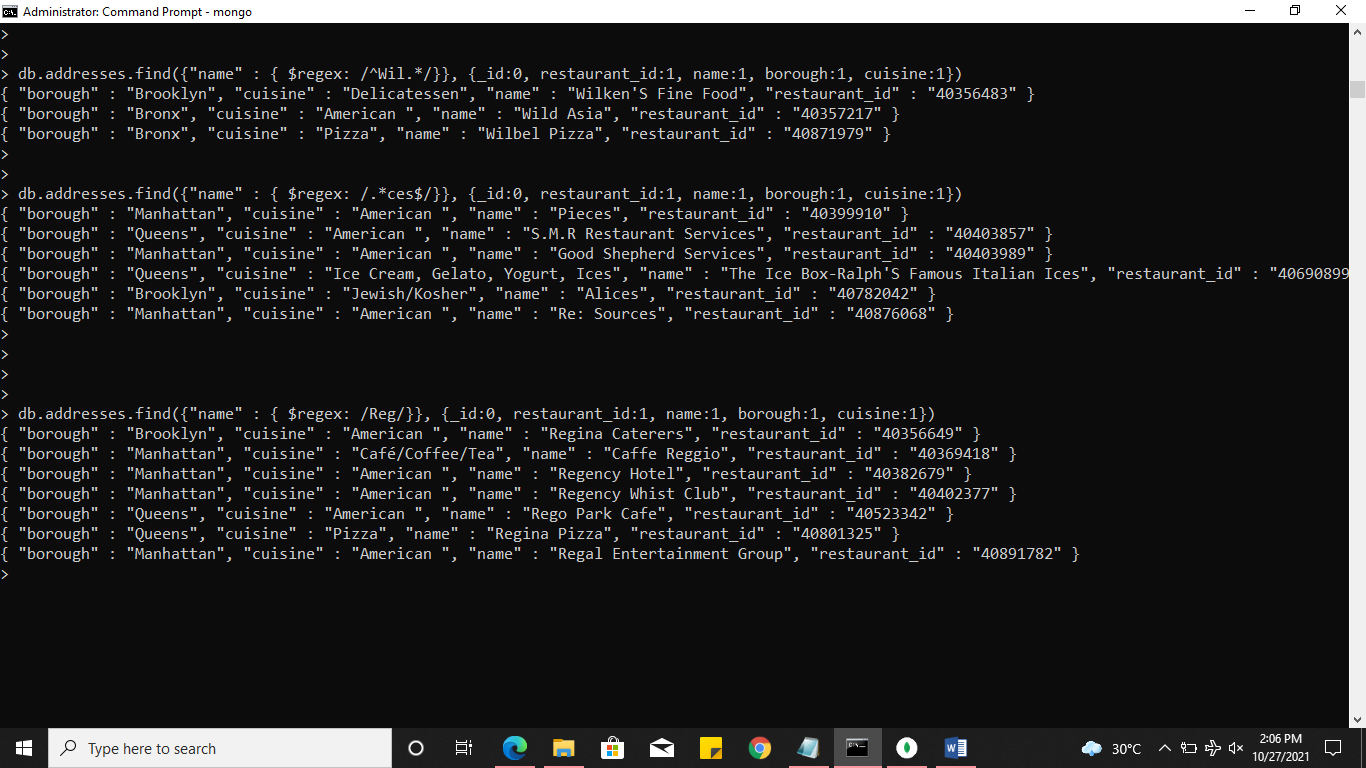 Administrator: Command Prompt - mongo
>
>
> db.addresses.find({"name" : { $regex: /^Wil.*/}}, {_id:0, restaurant_id:1, name:1, borough:1, cuisine:1})
{ "borough" : "Brooklyn", "cuisine" : "Delicatessen", "name" : "Wilken'S Fine Food", "restaurant_id" : "40356483" }
{ "borough" : "Bronx", "cuisine" : "American ", "name" : "Wild Asia", "restaurant_id" : "40357217" }
{ "borough" : "Bronx", "cuisine" : "Pizza", "name" : "Wilbel Pizza", "restaurant_id" : "40871979" }
>
>
> db.addresses.find({"name" : { $regex: /.*ces$/}}, {_id:0, restaurant_id:1, name:1, borough:1, cuisine:1})
{ "borough" : "Manhattan", "cuisine" : "American ", "name" : "Pieces", "restaurant_id" : "40399910" }
{ "borough" : "Queens", "cuisine" : "American ", "name" : "S.M.R Restaurant Services", "restaurant_id" : "40403857" }
{ "borough" : "Manhattan", "cuisine" : "American ", "name" : "Good Shepherd Services", "restaurant_id" : "40403989" }
{ "borough" : "Queens", "cuisine" : "Ice Cream, Gelato, Yogurt, Ices", "name" : "The Ice Box-Ralph'S Famous Italian Ices", "restaurant_id" : "40690899
{ "borough" : "Brooklyn", "cuisine" : "Jewish/Kosher", "name" : "Alices", "restaurant_id" : "40782042" }
{ "borough" : "Manhattan", "cuisine" : "American ", "name" : "Re: Sources", "restaurant_id" : "40876068" }
>
>
>
>
> db.addresses.find({"name" : { $regex: /Reg/}}, {_id:0, restaurant_id:1, name:1, borough:1, cuisine:1})
{ "borough" : "Brooklyn", "cuisine" : "American ", "name" : "Regina Caterers", "restaurant_id" : "40356649" }
{ "borough" : "Manhattan", "cuisine" : "Café/Coffee/Tea", "name" : "Caffe Reggio", "restaurant_id" : "40369418" }
{ "borough" : "Manhattan", "cuisine" : "American ", "name" : "Regency Hotel", "restaurant_id" : "40382679" }
{ "borough" : "Manhattan", "cuisine" : "American ", "name" : "Regency Whist Club", "restaurant_id" : "40402377" }
{ "borough" : "Queens", "cuisine" : "American ", "name" : "Rego Park Cafe", "restaurant_id" : "40523342" }
{ "borough" : "Queens", "cuisine" : "Pizza", "name" : "Regina Pizza", "restaurant_id" : "40801325" }
{ "borough" : "Manhattan", "cuisine" : "American ", "name" : "Regal Entertainment Group", "restaurant_id" : "40891782" }
>
Type here to search
30°C
2:06 PM
10/27/2021